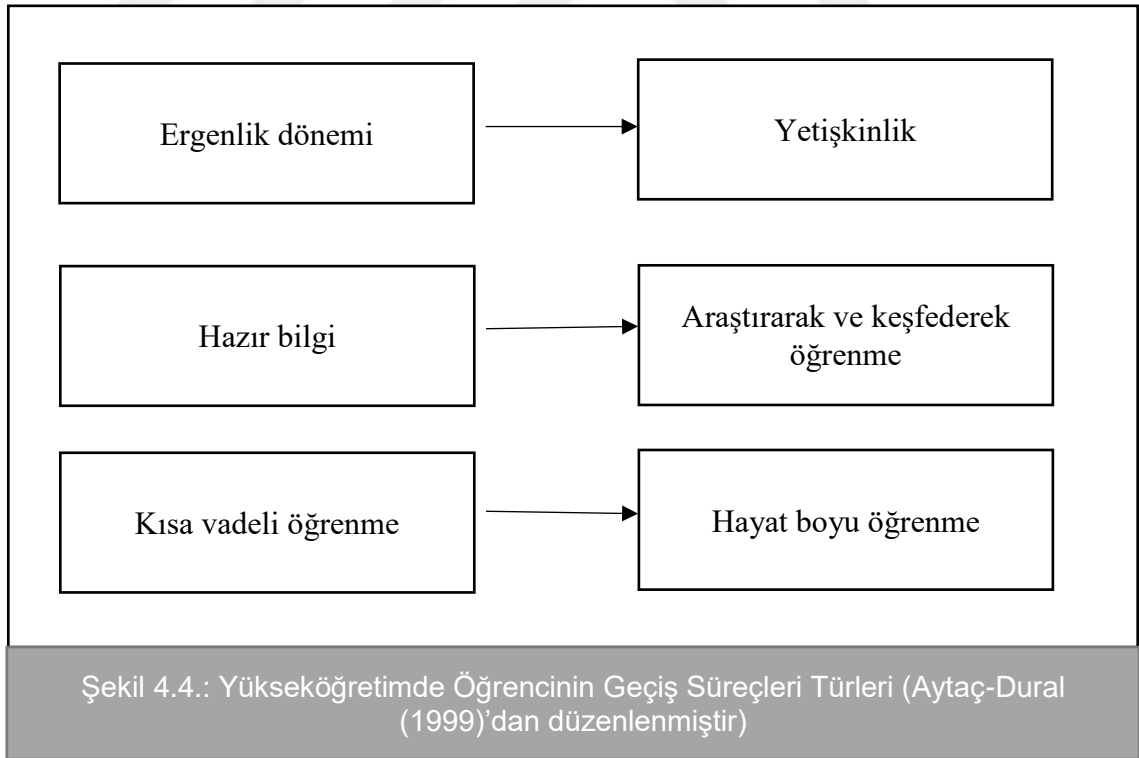 Ergenlik dönemi
Yetişkinlik
Hazır bilgi
Araştırarak ve keşfederek
öğrenme
Kısa vadeli öğrenme
Hayat boyu öğrenme
Şekil 4.4.: Yükseköğretimde Öğrencinin Geçiş Süreçleri Türleri (Aytaç-Dural
(1999)’dan düzenlenmiştir)